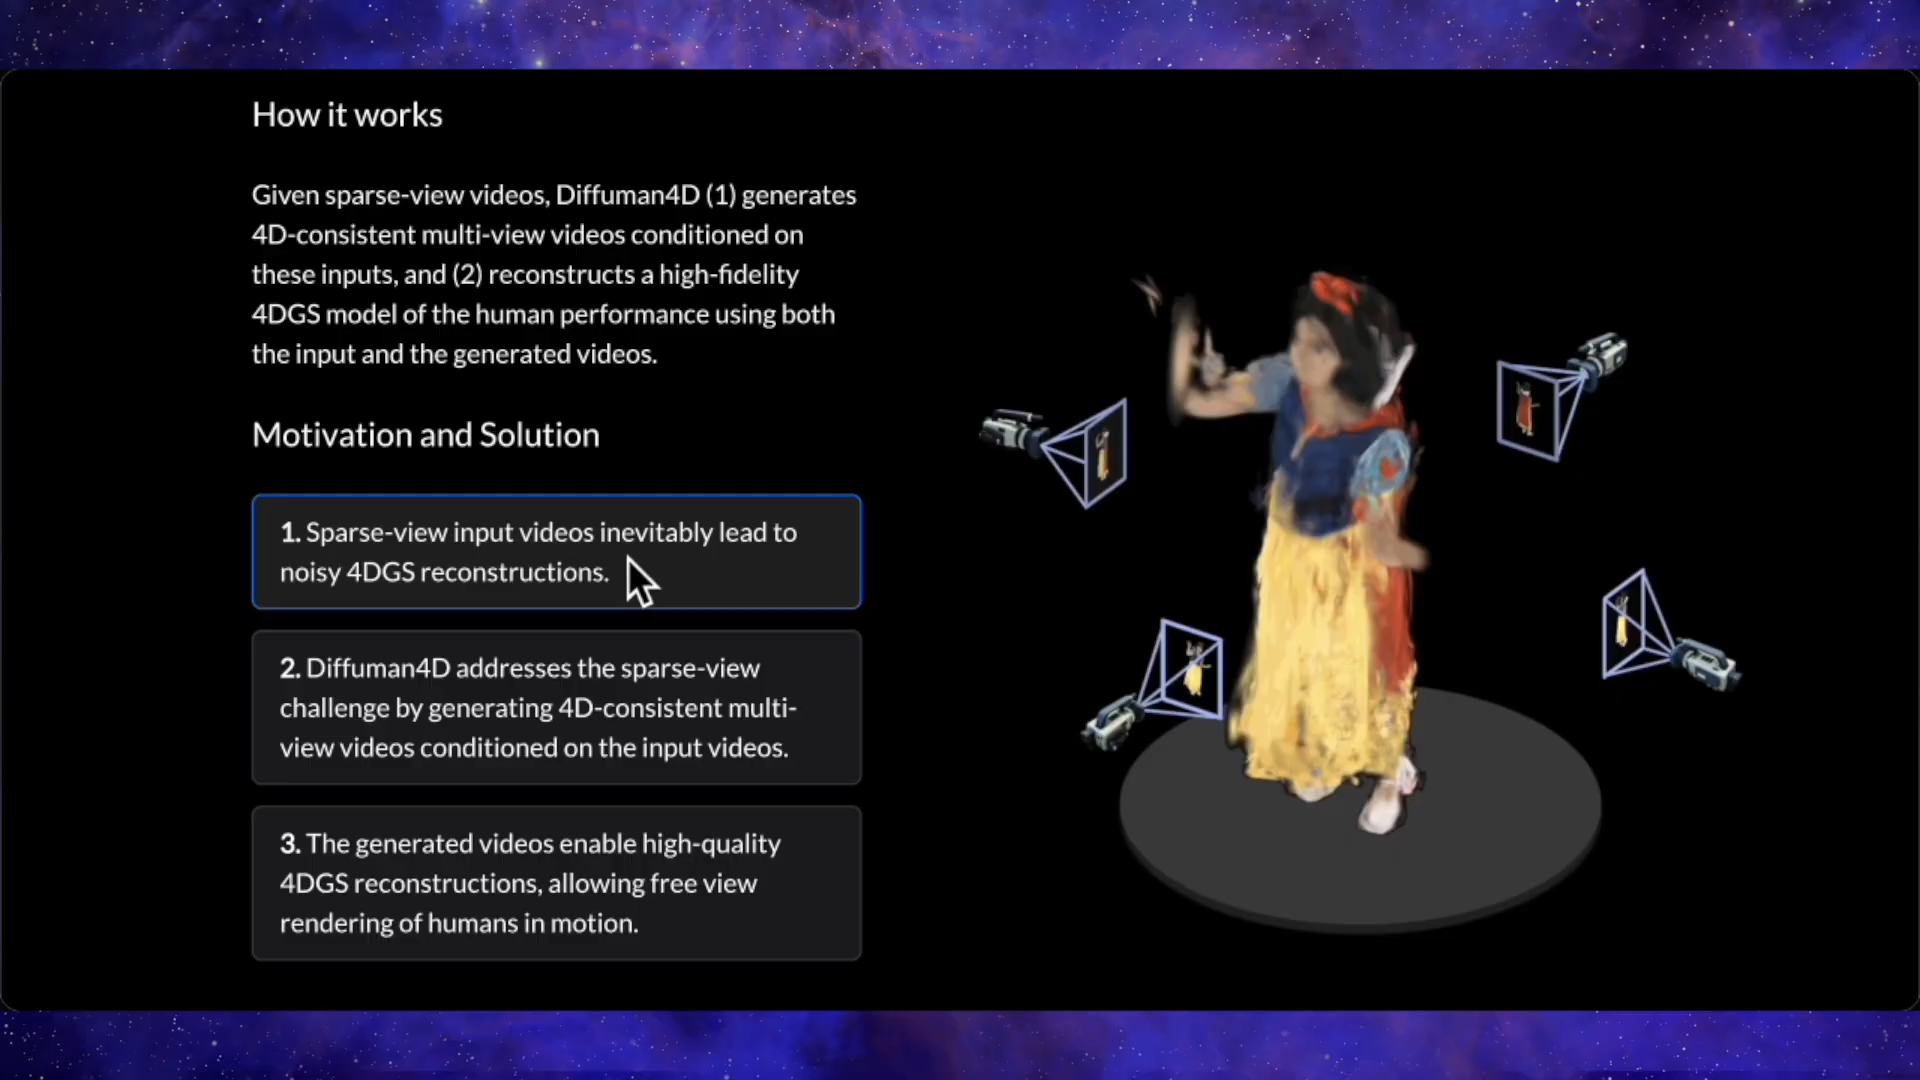 How it works
Given sparse-view videos, Diffuman4D (1) generates
4D-consistent multi-view videos conditioned on
these inputs, and (2) reconstructs a high-fidelity
4DGS model of the human performance using both
the input and the generated videos.
Motivation and Solution
1. Sparse-view input videos inevitably lead to
noisy 4DGS reconstructions.
2. Diffuman4D addresses the sparse-view
challenge by generating 4D-consistent multi-
view videos conditioned on the input videos.
3. The generated videos enable high-quality
4DGS reconstructions, allowing free view
rendering of humans in motion.